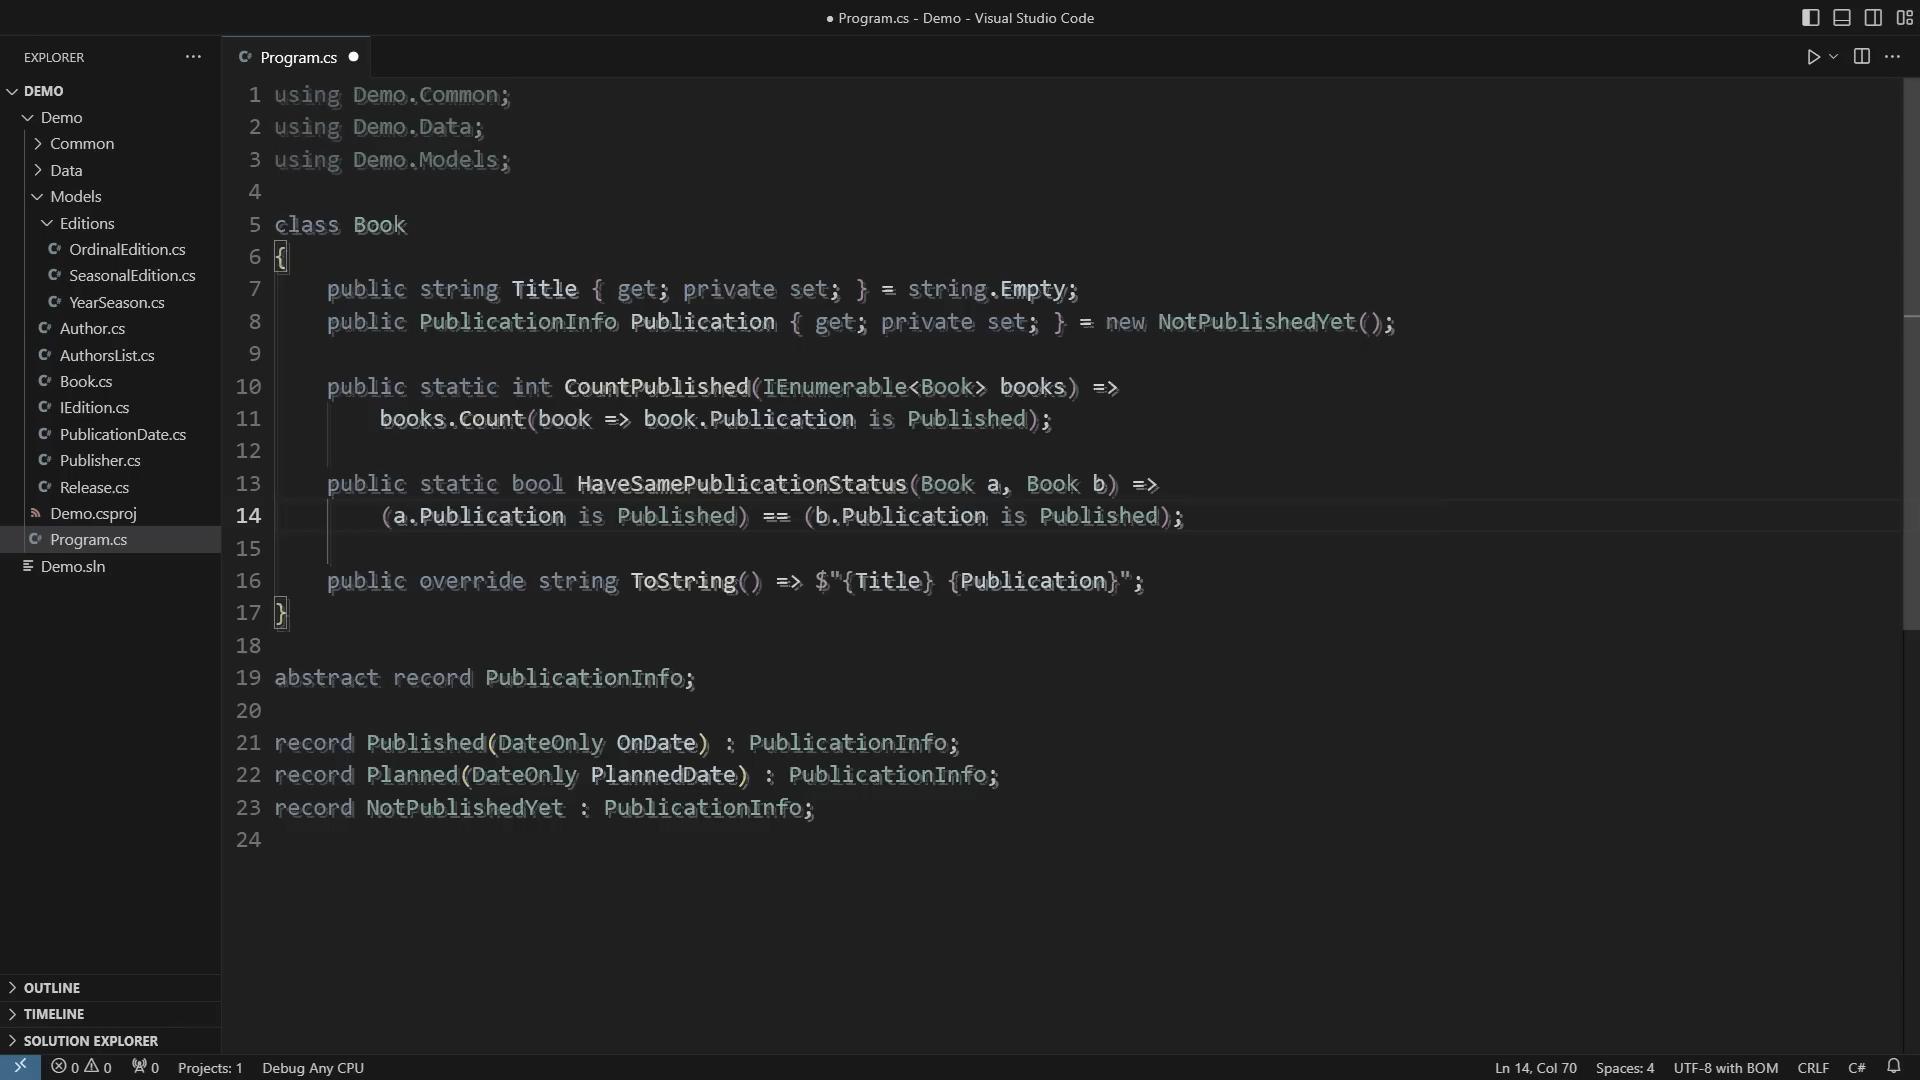 ● Program.cs - Demo - Visual Studio Code
EXPLORER
DEMO
Demo
Common
Data
Models
Editions
OrdinalEdition.cs
SeasonalEdition.cs
YearSeason.cs
Author.cs
AuthorsList.cs
Book.cs
IEdition.cs
PublicationDate.cs
Publisher.cs
Release.cs
Demo.csproj
Program.cs
Demo.sln
OUTLINE
TIMELINE
SOLUTION EXPLORER
Program.cs
1 using Demo.Common;
2 using Demo.Data;
3 using Demo.Models;
4
5 class Book
6 {
7 public string Title { get; private set; } = string.Empty;
8 public PublicationInfo Publication { get; private set; } = new NotPublishedYet();
9
10 public static int CountPublished(IEnumerable<Book> books) =>
11 books.Count(book => book.Publication is Published);
12
13 public static bool HaveSamePublicationStatus(Book a, Book b) =>
14 (a.Publication is Published) == (b.Publication is Published);
15
16 public override string ToString() => $"{Title} {Publication}";
17 }
18
19 abstract record PublicationInfo;
20
21 record Published(DateOnly OnDate) : PublicationInfo;
22 record Planned(DateOnly PlannedDate) : PublicationInfo;
23 record NotPublishedYet : PublicationInfo;
24
0 0 0 Projects: 1 Debug Any CPU Ln 14, Col 70 Spaces: 4 UTF-8 with BOM CRLF C#